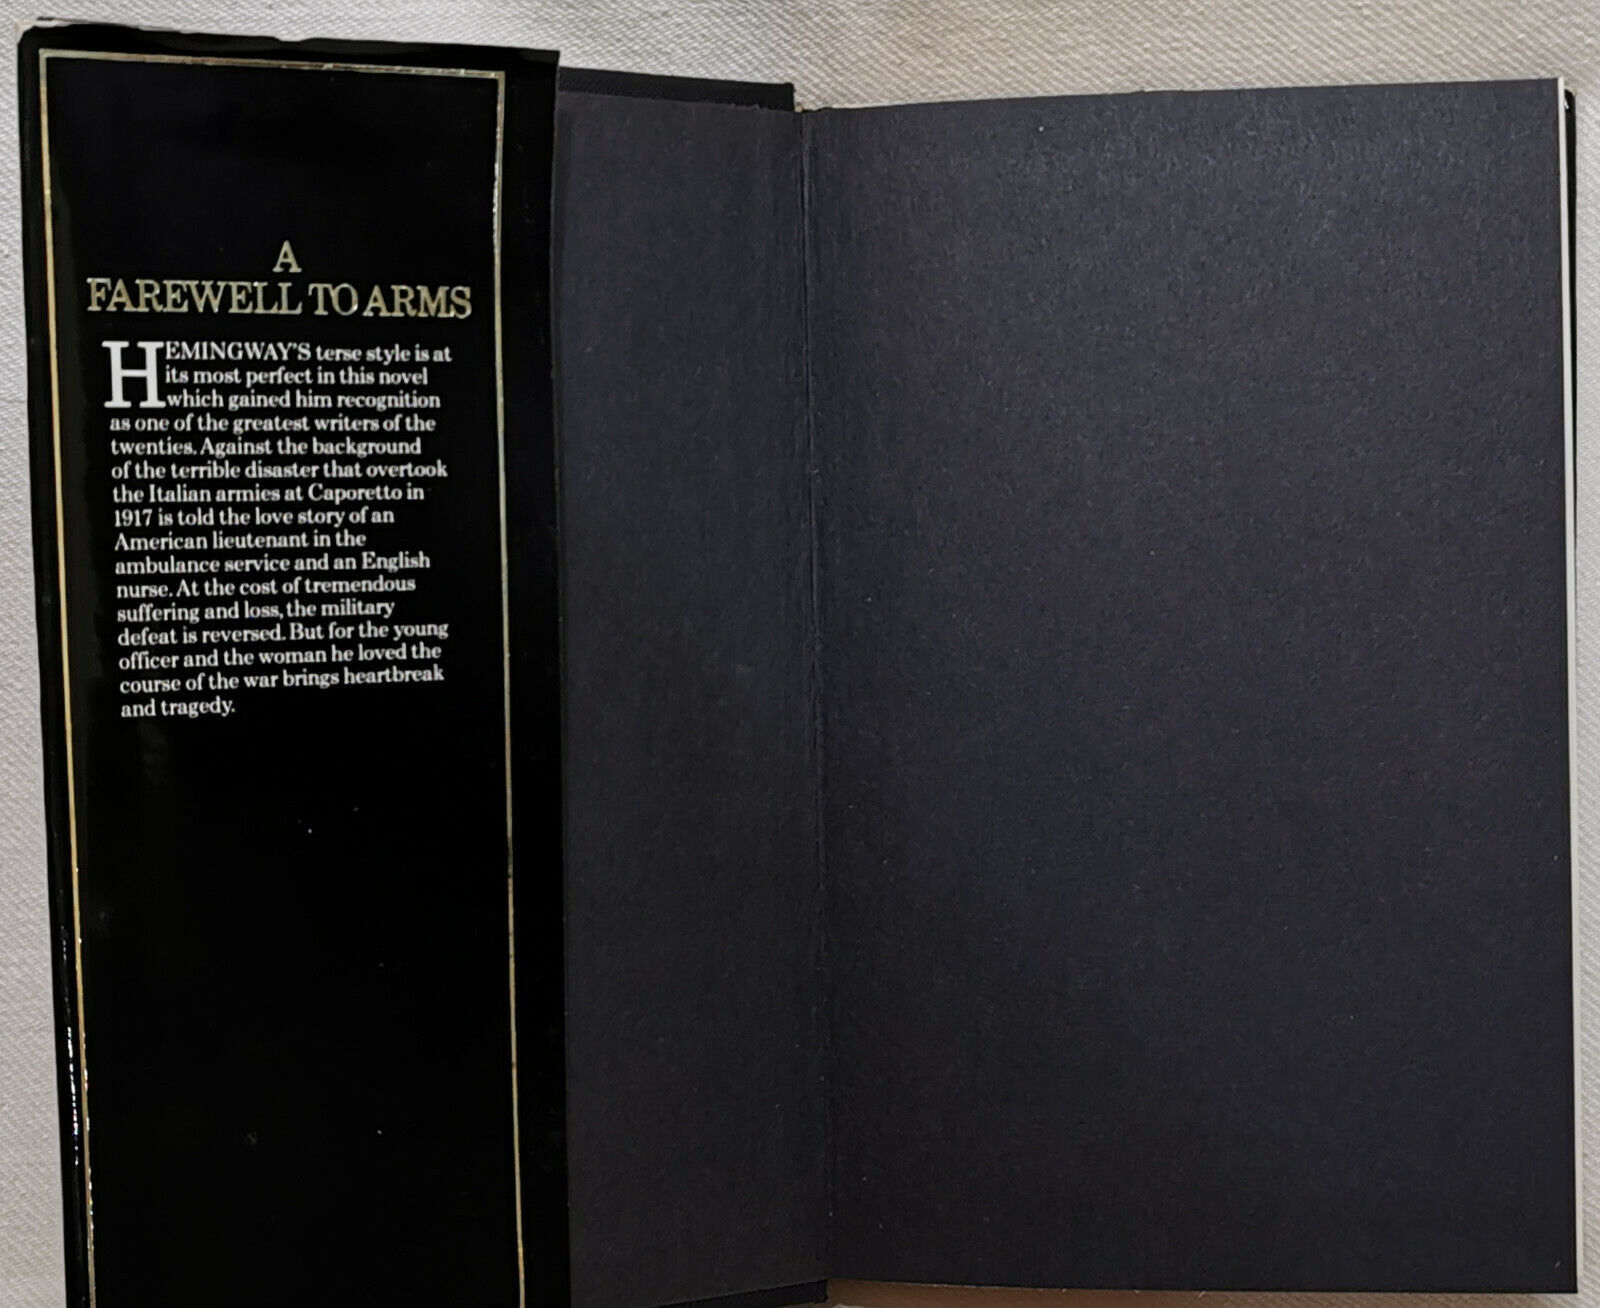 A
FAREWELL TO ARMS
HEMINGWAY'S terse style is at
its most perfect in this novel
which gained him recognition
as one of the greatest writers of the
twenties. Against the background
of the terrible disaster that overtook
the Italian armies at Caporetto in
1917 is told the love story of an
American lieutenant in the
ambulance service and an English
nurse. At the cost of tremendous
suffering and loss, the military
defeat is reversed. But for the young
officer and the woman he loved the
course of the war brings heartbreak
and tragedy.